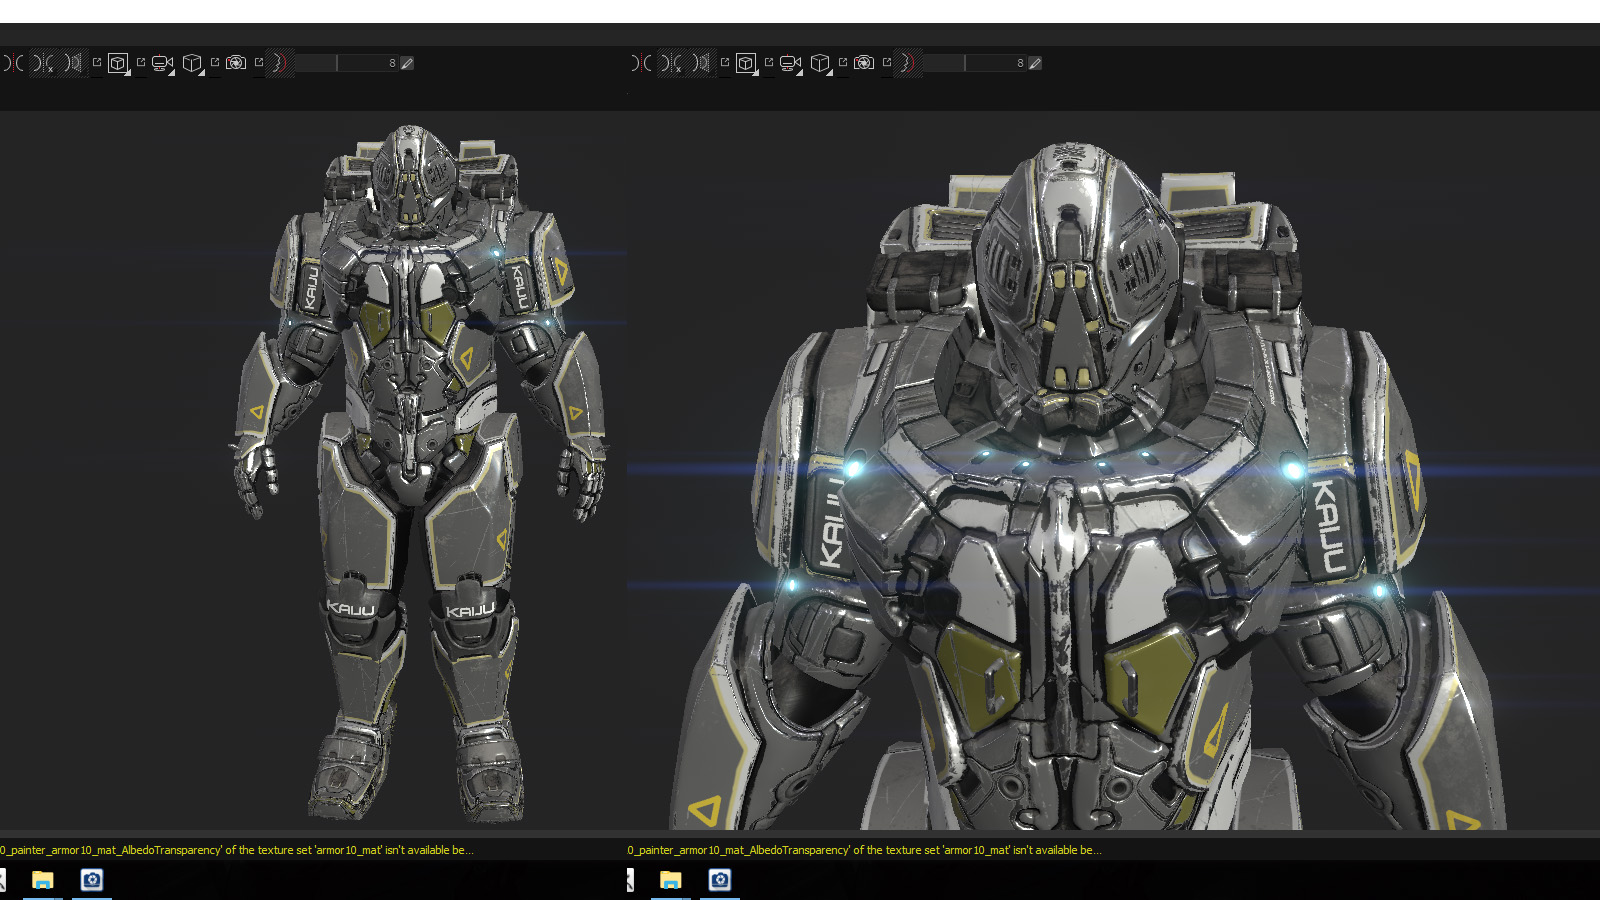 8
8
KAIJU
KAIJU
KAIJU
KAIJU
KAIJU
KAIJU
0_painter_armor10_mat_AlbedoTransparency' of the texture set 'armor10_mat' isn't available be...
0_painter_armor10_mat_AlbedoTransparency' of the texture set 'armor10_mat' isn't available be...